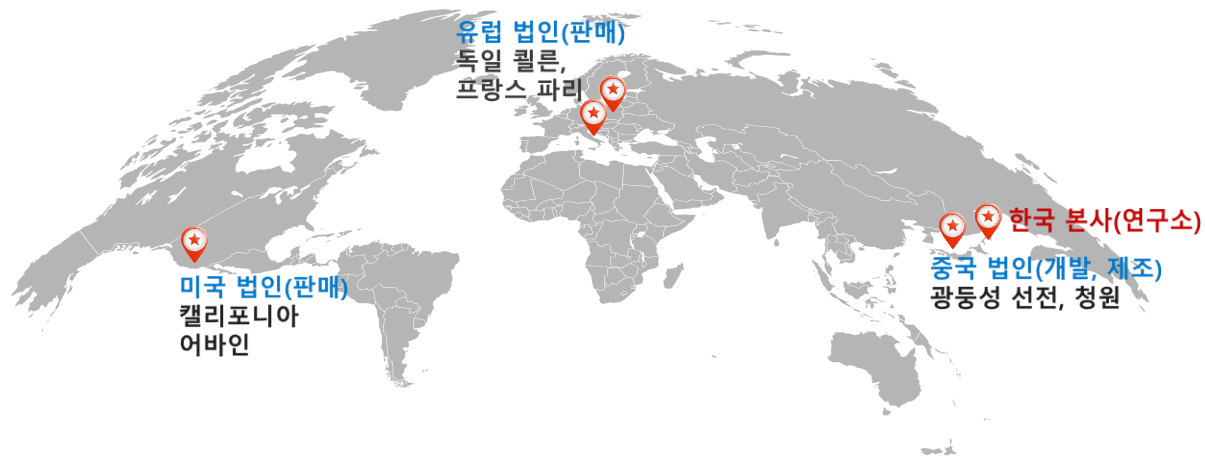 유럽 법인(판매)
독일 쾰른,
프랑스 파리
한국 본사(연구소)
중국 법인(개발, 제조)
광둥성 선전, 청원
미국 법인(판매)
캘리포니아
어바인